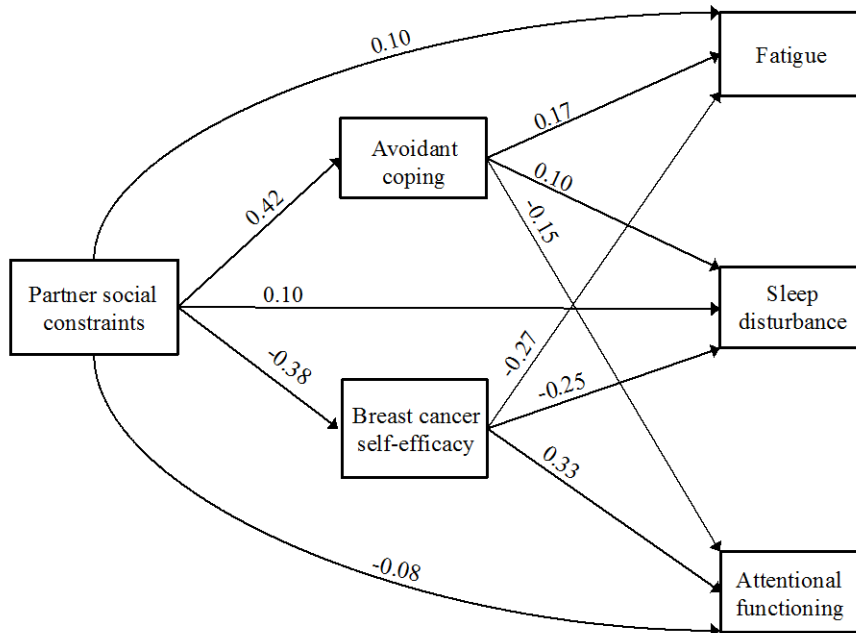 0.10
Fatigue
0.17
Avoidant
coping
0.10
0.42
-0.15
Partner social
constraints
0.10
Sleep
disturbance
-0.38
-0.27
-0.25
Breast cancer
self-efficacy
0.33
-0.08
Attentional
functioning